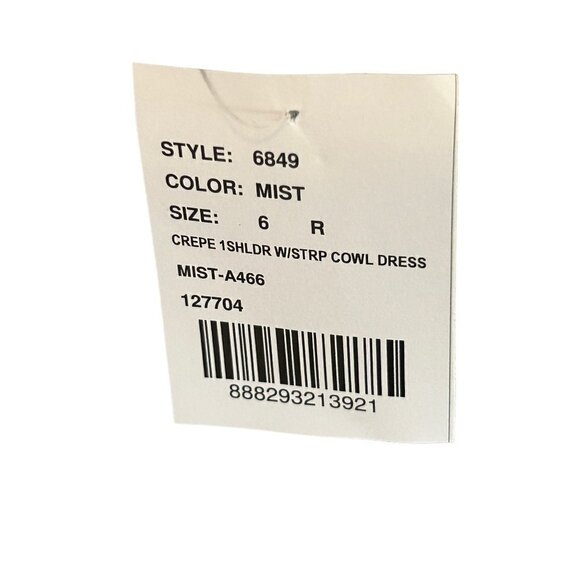 STYLE: 6849
COLOR: MIST
SIZE: 6 R
CREPE 1SHLDR W/STRP COWL DRESS
MIST-A466
127704
888293213921